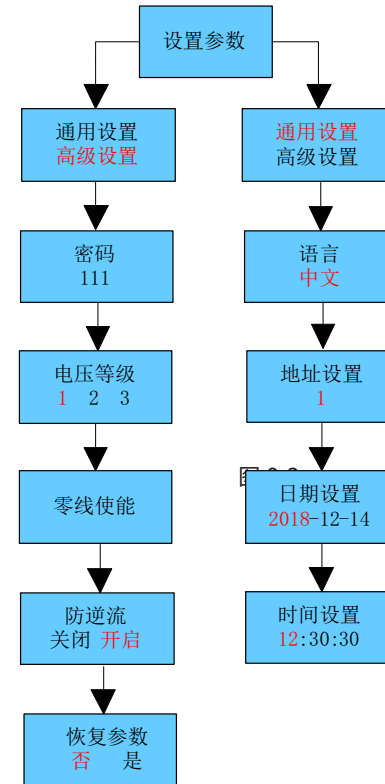 设置参数
通用设置
高级设置
密码
111
电压等级
1 2 3
零线使能
防逆流
关闭 开启
恢复参数
否 是
通用设置
高级设置
语言
中文
地址设置
1
日期设置
2018-12-14
时间设置
12:30:30